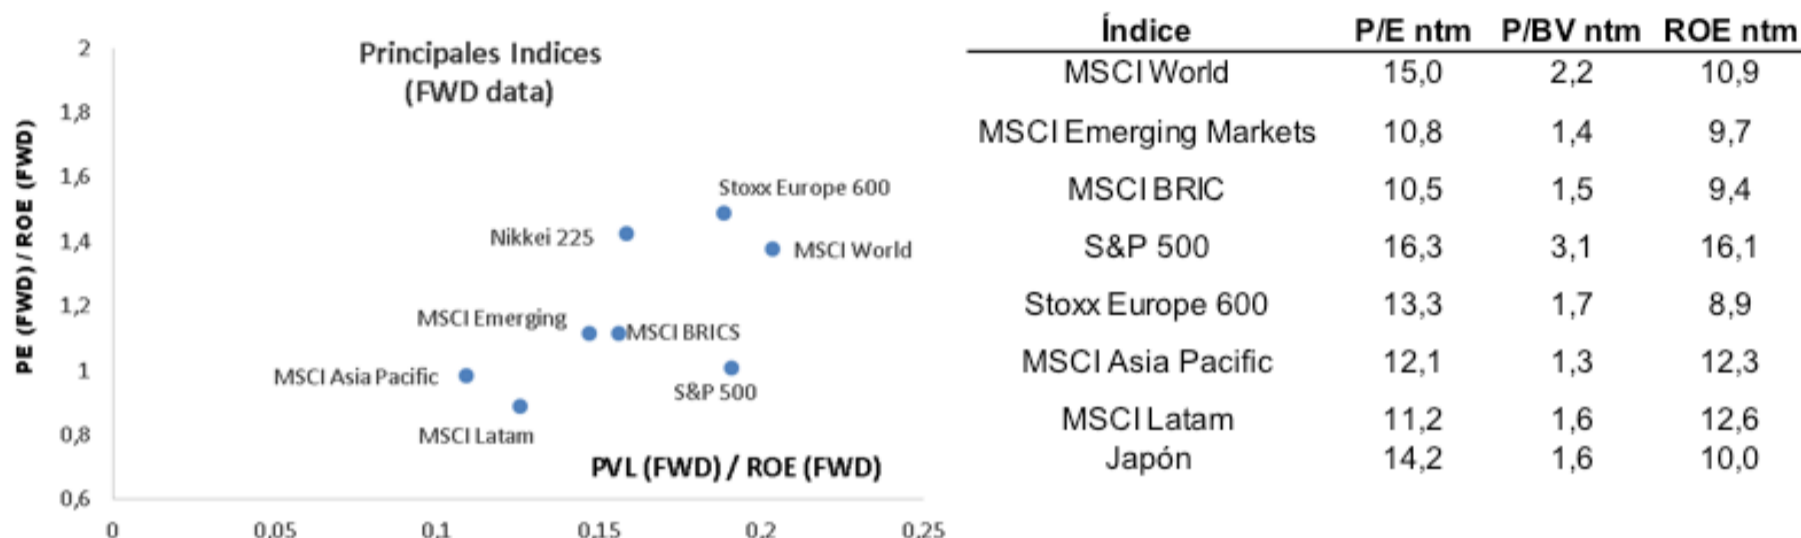 Principales Indices
(FWD data)
PE (FWD) / ROE (FWD)
2
1,8
1,6
1,4
1,2
1
0,8
0,6
Stoxx Europe 600
Nikkei 225
MSCI World
MSCI Emerging
MSCI BRICS
MSCI Asia Pacific
S&P 500
MSCI Latam
PVL (FWD) / ROE (FWD)
0 0,05 0,1 0,15 0,2 0,25
Índice P/E ntm P/BV ntm ROE ntm
MSCI World 15,0 2,2 10,9
MSCI Emerging Markets 10,8 1,4 9,7
MSCI BRIC 10,5 1,5 9,4
S&P 500 16,3 3,1 16,1
Stoxx Europe 600 13,3 1,7 8,9
MSCI Asia Pacific 12,1 1,3 12,3
MSCI Latam 11,2 1,6 12,6
Japón 14,2 1,6 10,0